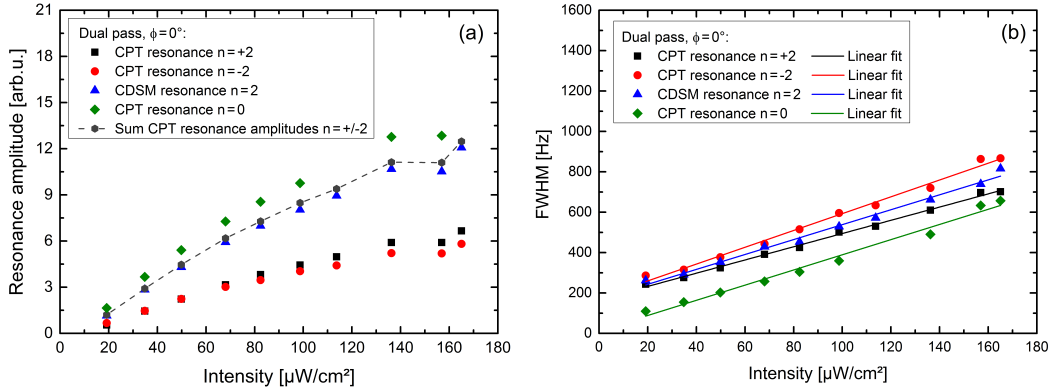 (a)
Dual pass, ϕ=0°:
CPT resonance n=+2
CPT resonance n=-2
CDSM resonance n=2
CPT resonance n=0
Sum CPT resonance amplitudes n=+/-2
Resonance amplitude [arb.u.]
21
18
15
12
9
6
3
0
0 20 40 60 80 100 120 140 160 180
Intensity [µW/cm²]
(b)
Dual pass, ϕ=0°:
CPT resonance n=+2 Linear fit
CPT resonance n=-2 Linear fit
CDSM resonance n=2 Linear fit
CPT resonance n=0 Linear fit
FWHM [Hz]
1600
1400
1200
1000
800
600
400
200
0
0 20 40 60 80 100 120 140 160 180
Intensity [µW/cm²]